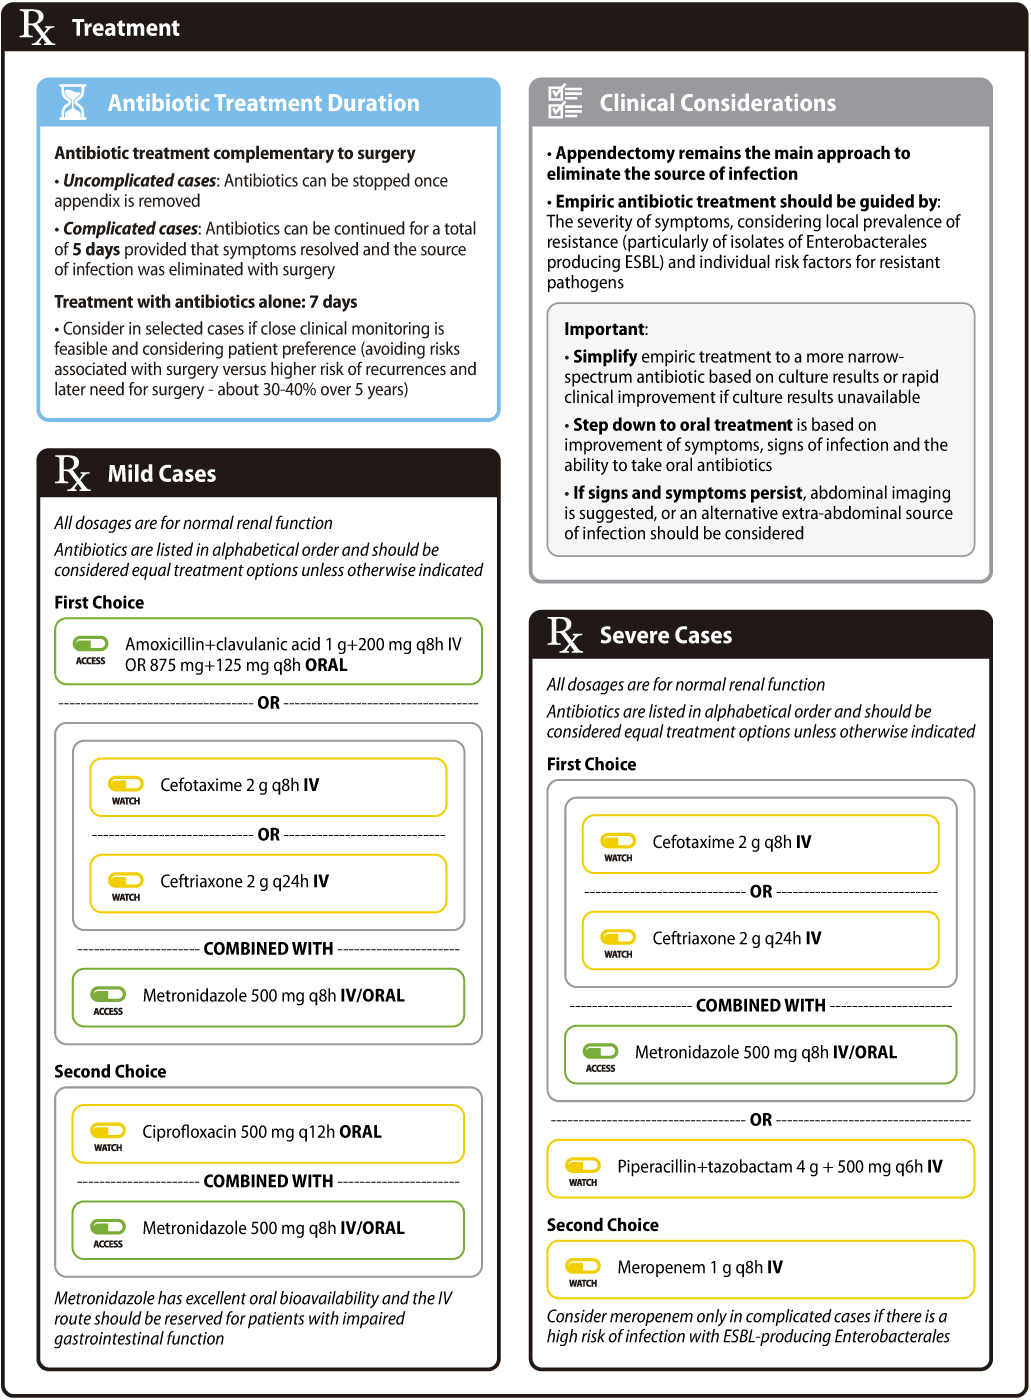 Rx Treatment
Antibiotic Treatment Duration
Antibiotic treatment complementary to surgery
• Uncomplicated cases: Antibiotics can be stopped once
appendix is removed
• Complicated cases: Antibiotics can be continued for a total
of 5 days provided that symptoms resolved and the source
of infection was eliminated with surgery
Treatment with antibiotics alone: 7 days
• Consider in selected cases if close clinical monitoring is
feasible and considering patient preference (avoiding risks
associated with surgery versus higher risk of recurrences and
later need for surgery - about 30-40% over 5 years)
Rx Mild Cases
All dosages are for normal renal function
Antibiotics are listed in alphabetical order and should be
considered equal treatment options unless otherwise indicated
First Choice
Amoxicillin+clavulanic acid 1 g+200 mg q8h IV
OR 875 mg+125 mg q8h ORAL
ACCESS
OR
Cefotaxime 2 g q8h IV
WATCH
OR
Ceftriaxone 2 g q24h IV
WATCH
COMBINED WITH
Metronidazole 500 mg q8h IV/ORAL
ACCESS
Second Choice
Ciprofloxacin 500 mg q12h ORAL
WATCH
COMBINED WITH
Metronidazole 500 mg q8h IV/ORAL
ACCESS
Metronidazole has excellent oral bioavailability and the IV
route should be reserved for patients with impaired
gastrointestinal function
Clinical Considerations
• Appendectomy remains the main approach to
eliminate the source of infection
• Empiric antibiotic treatment should be guided by:
The severity of symptoms, considering local prevalence of
resistance (particularly of isolates of Enterobacterales
producing ESBL) and individual risk factors for resistant
pathogens
Important:
• Simplify empiric treatment to a more narrow-
spectrum antibiotic based on culture results or rapid
clinical improvement if culture results unavailable
• Step down to oral treatment is based on
improvement of symptoms, signs of infection and the
ability to take oral antibiotics
• If signs and symptoms persist, abdominal imaging
is suggested, or an alternative extra-abdominal source
of infection should be considered
Rx Severe Cases
All dosages are for normal renal function
Antibiotics are listed in alphabetical order and should be
considered equal treatment options unless otherwise indicated
First Choice
Cefotaxime 2 g q8h IV
WATCH
OR
Ceftriaxone 2 g q24h IV
WATCH
COMBINED WITH
Metronidazole 500 mg q8h IV/ORAL
ACCESS
OR
Piperacillin+tazobactam 4 g + 500 mg q6h IV
WATCH
Second Choice
Meropenem 1 g q8h IV
WATCH
Consider meropenem only in complicated cases if there is a
high risk of infection with ESBL-producing Enterobacterales